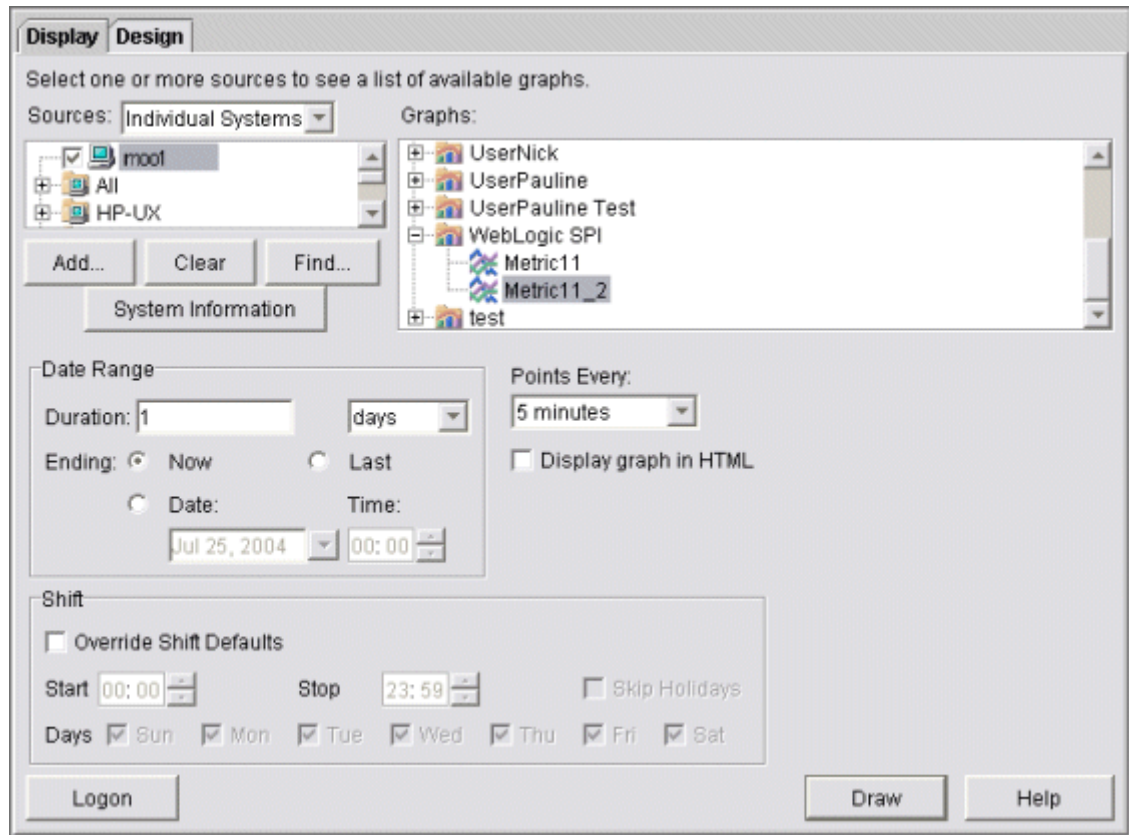 Display Design
Select one or more sources to see a list of available graphs.
Sources: Individual Systems
Graphs:
moof
All
HP-UX
UserNick
UserPauline
UserPauline Test
WebLogic SPI
Metric11
Metric11_2
test
Add... Clear Find...
System Information
Date Range
Duration: 1 days
Ending: Now Last
Date: Time:
Jul 25, 2004 00:00
Points Every:
5 minutes
Display graph in HTML
Shift
Override Shift Defaults
Start 00:00 Stop 23:59 Skip Holidays
Days Sun Mon Tue Wed Thu Fri Sat
Logon Draw Help